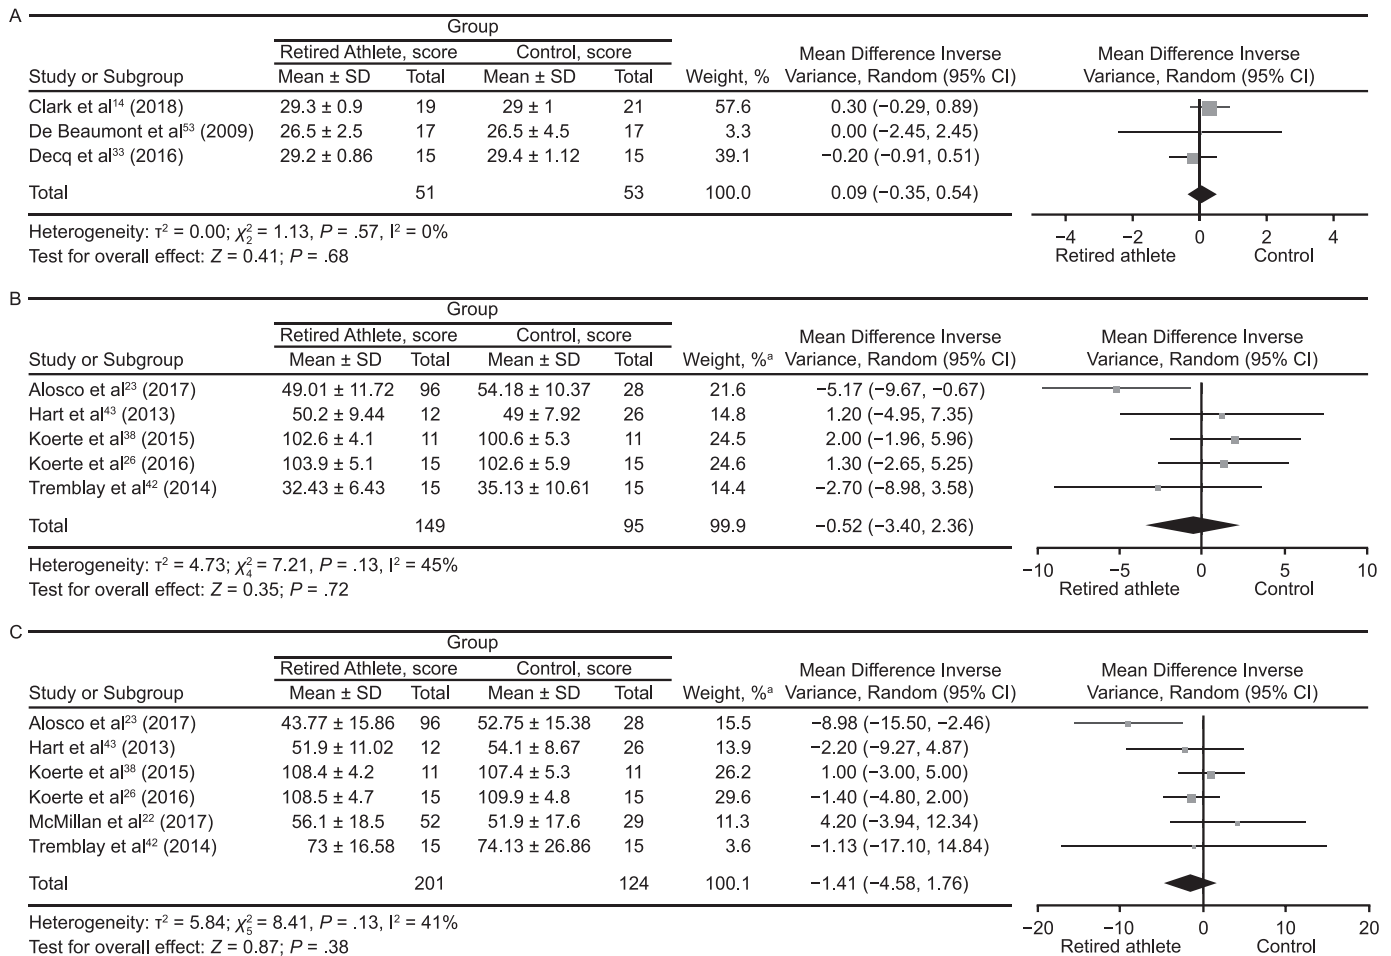 A
Group
Retired Athlete, score Control, score Mean Difference Inverse Mean Difference Inverse
Study or Subgroup Mean ± SD Total Mean ± SD Total Weight, % Variance, Random (95% CI) Variance, Random (95% CI)
Clark et al¹⁴ (2018) 29.3 ± 0.9 19 29 ± 1 21 57.6 0.30 (−0.29, 0.89)
De Beaumont et al⁵³ (2009) 26.5 ± 2.5 17 26.5 ± 4.5 17 3.3 0.00 (−2.45, 2.45)
Decq et al³³ (2016) 29.2 ± 0.86 15 29.4 ± 1.12 15 39.1 −0.20 (−0.91, 0.51)
Total 51 53 100.0 0.09 (−0.35, 0.54)
Heterogeneity: τ² = 0.00; χ²₂ = 1.13, P = .57, I² = 0%
Test for overall effect: Z = 0.41; P = .68
−4 −2 0 2 4
Retired athlete Control
B
Group
Retired Athlete, score Control, score Mean Difference Inverse Mean Difference Inverse
Study or Subgroup Mean ± SD Total Mean ± SD Total Weight, %ᵃ Variance, Random (95% CI) Variance, Random (95% CI)
Alosco et al²³ (2017) 49.01 ± 11.72 96 54.18 ± 10.37 28 21.6 −5.17 (−9.67, −0.67)
Hart et al⁴³ (2013) 50.2 ± 9.44 12 49 ± 7.92 26 14.8 1.20 (−4.95, 7.35)
Koerte et al³⁸ (2015) 102.6 ± 4.1 11 100.6 ± 5.3 11 24.5 2.00 (−1.96, 5.96)
Koerte et al²⁶ (2016) 103.9 ± 5.1 15 102.6 ± 5.9 15 24.6 1.30 (−2.65, 5.25)
Tremblay et al⁴² (2014) 32.43 ± 6.43 15 35.13 ± 10.61 15 14.4 −2.70 (−8.98, 3.58)
Total 149 95 99.9 −0.52 (−3.40, 2.36)
Heterogeneity: τ² = 4.73; χ²₄ = 7.21, P = .13, I² = 45%
Test for overall effect: Z = 0.35; P = .72
−10 −5 0 5 10
Retired athlete Control
C
Group
Retired Athlete, score Control, score Mean Difference Inverse Mean Difference Inverse
Study or Subgroup Mean ± SD Total Mean ± SD Total Weight, %ᵃ Variance, Random (95% CI) Variance, Random (95% CI)
Alosco et al²³ (2017) 43.77 ± 15.86 96 52.75 ± 15.38 28 15.5 −8.98 (−15.50, −2.46)
Hart et al⁴³ (2013) 51.9 ± 11.02 12 54.1 ± 8.67 26 13.9 −2.20 (−9.27, 4.87)
Koerte et al³⁸ (2015) 108.4 ± 4.2 11 107.4 ± 5.3 11 26.2 1.00 (−3.00, 5.00)
Koerte et al²⁶ (2016) 108.5 ± 4.7 15 109.9 ± 4.8 15 29.6 −1.40 (−4.80, 2.00)
McMillan et al²² (2017) 56.1 ± 18.5 52 51.9 ± 17.6 29 11.3 4.20 (−3.94, 12.34)
Tremblay et al⁴² (2014) 73 ± 16.58 15 74.13 ± 26.86 15 3.6 −1.13 (−17.10, 14.84)
Total 201 124 100.1 −1.41 (−4.58, 1.76)
Heterogeneity: τ² = 5.84; χ²₅ = 8.41, P = .13, I² = 41%
Test for overall effect: Z = 0.87; P = .38
−20 −10 0 10 20
Retired athlete Control